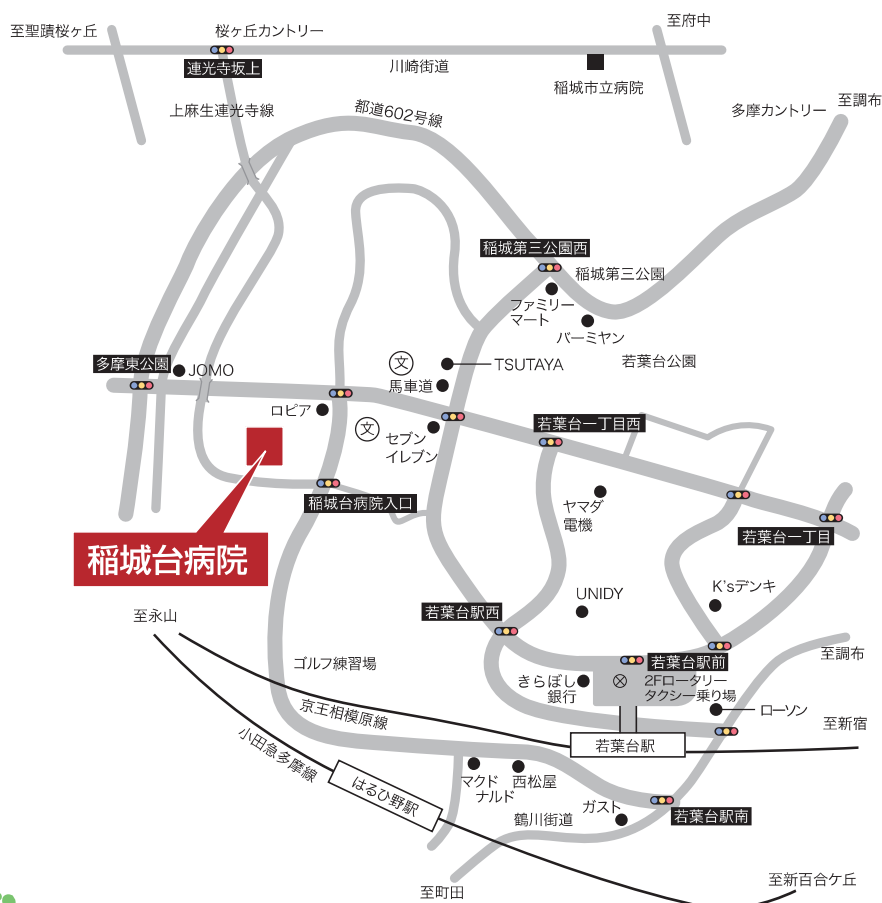 至聖蹟桜ヶ丘
桜ヶ丘カントリー
至府中
連光寺坂上
川崎街道
稲城市立病院
上麻生連光寺線
都道602号線
多摩カントリー
至調布
稲城第三公園西
稲城第三公園
ファミリー
マート
バーミヤン
多摩東公園
JOMO
文
TSUTAYA
若葉台公園
馬車道
ロピア
文
セブン
イレブン
若葉台一丁目西
稲城台病院入口
ヤマダ
電機
若葉台一丁目
稲城台病院
UNIDY
K'sデンキ
至永山
若葉台駅西
ゴルフ練習場
若葉台駅前
至調布
きらぼし
銀行
2Fロータリー
タクシー乗り場
京王相模原線
ローソン
至新宿
小田急多摩線
若葉台駅
はるひ野駅
マクド
ナルド
西松屋
ガスト
鶴川街道
若葉台駅南
至町田
至新百合ケ丘